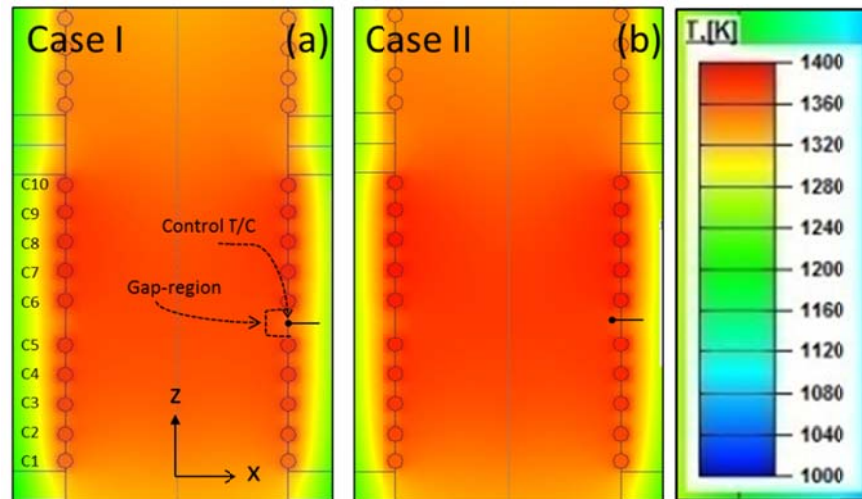 Case I
(a)
Case II
(b)
T,[K]
1400
1360
1320
1280
1240
1200
1160
1120
1080
1040
1000
C10
C9
C8
C7
C6
C5
C4
C3
C2
C1
Control T/C
Gap-region
Z
X